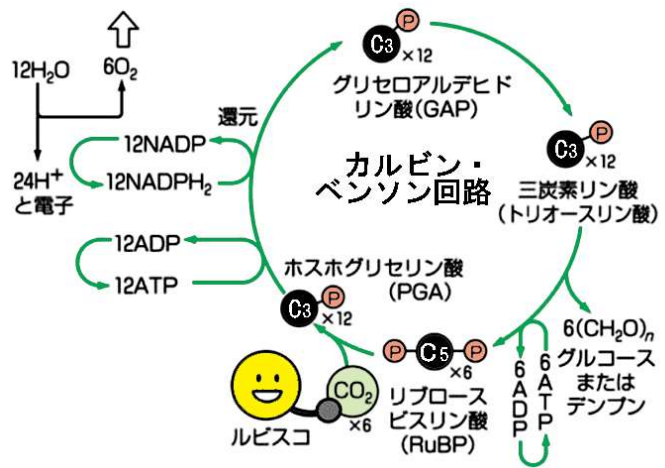 12H₂O
6O₂
24H⁺
と電子
還元
12NADP
12NADPH₂
12ADP
12ATP
C3
P
×12
グリセロアルデヒド
リン酸(GAP)
カルビン・
ベンソン回路
C3
P
×12
三炭素リン酸
(トリオースリン酸)
ホスホグリセリン酸
(PGA)
C3
P
×12
P
C5
P
×6
リブロース
ビスリン酸
(RuBP)
CO₂
×6
ルビスコ
6ADP
6ATP
6(CH₂O)n
グルコース
または
デンプン